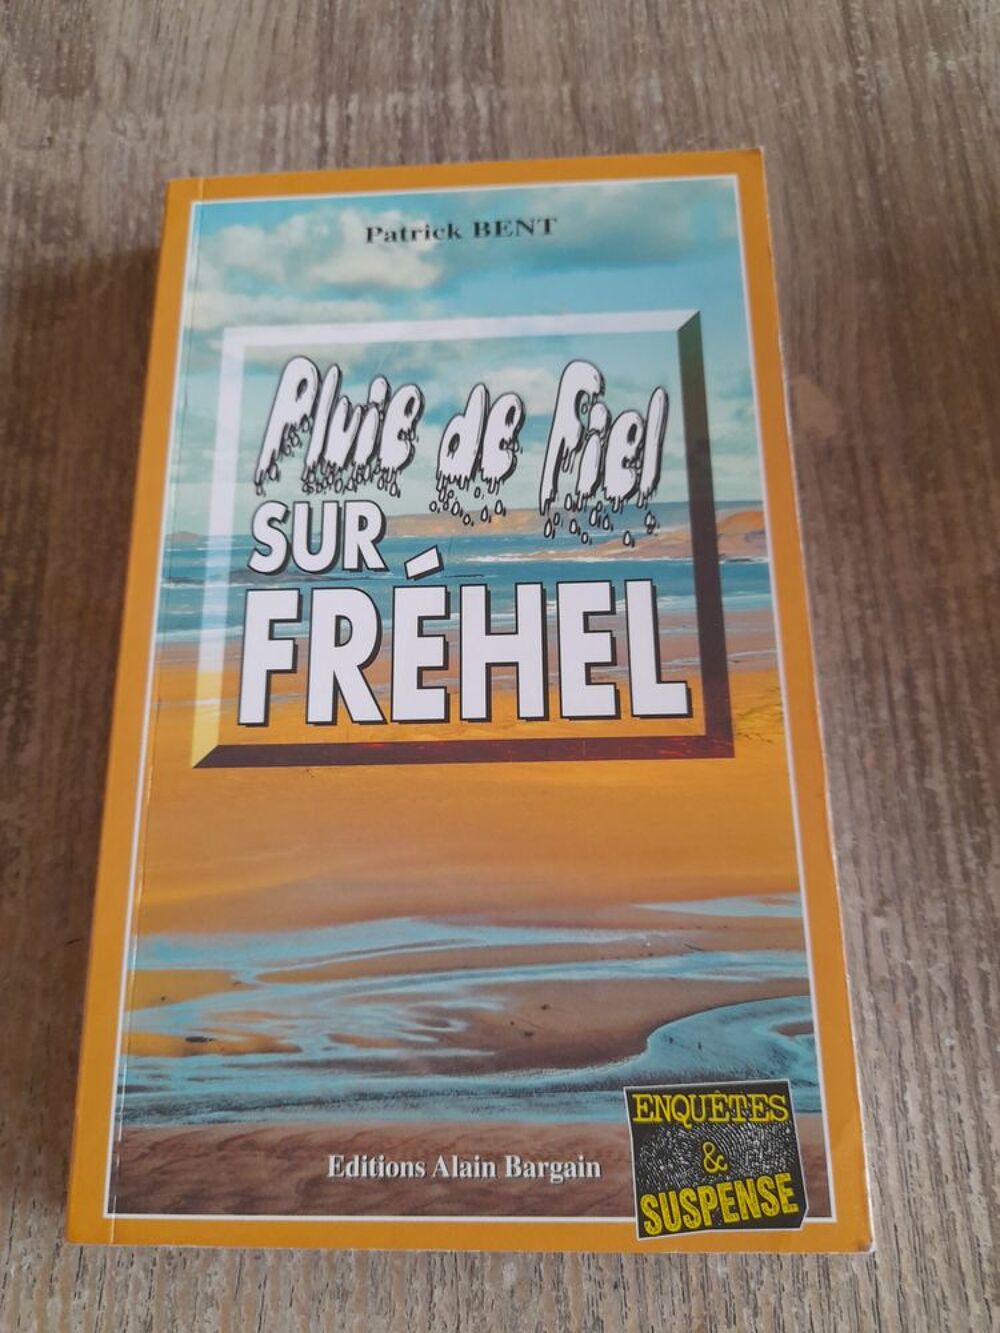 Patrick BENT
Pluie de fiel
SUR
FRÉHEL
Editions Alain Bargain
ENQUÊTES
&
SUSPENSE